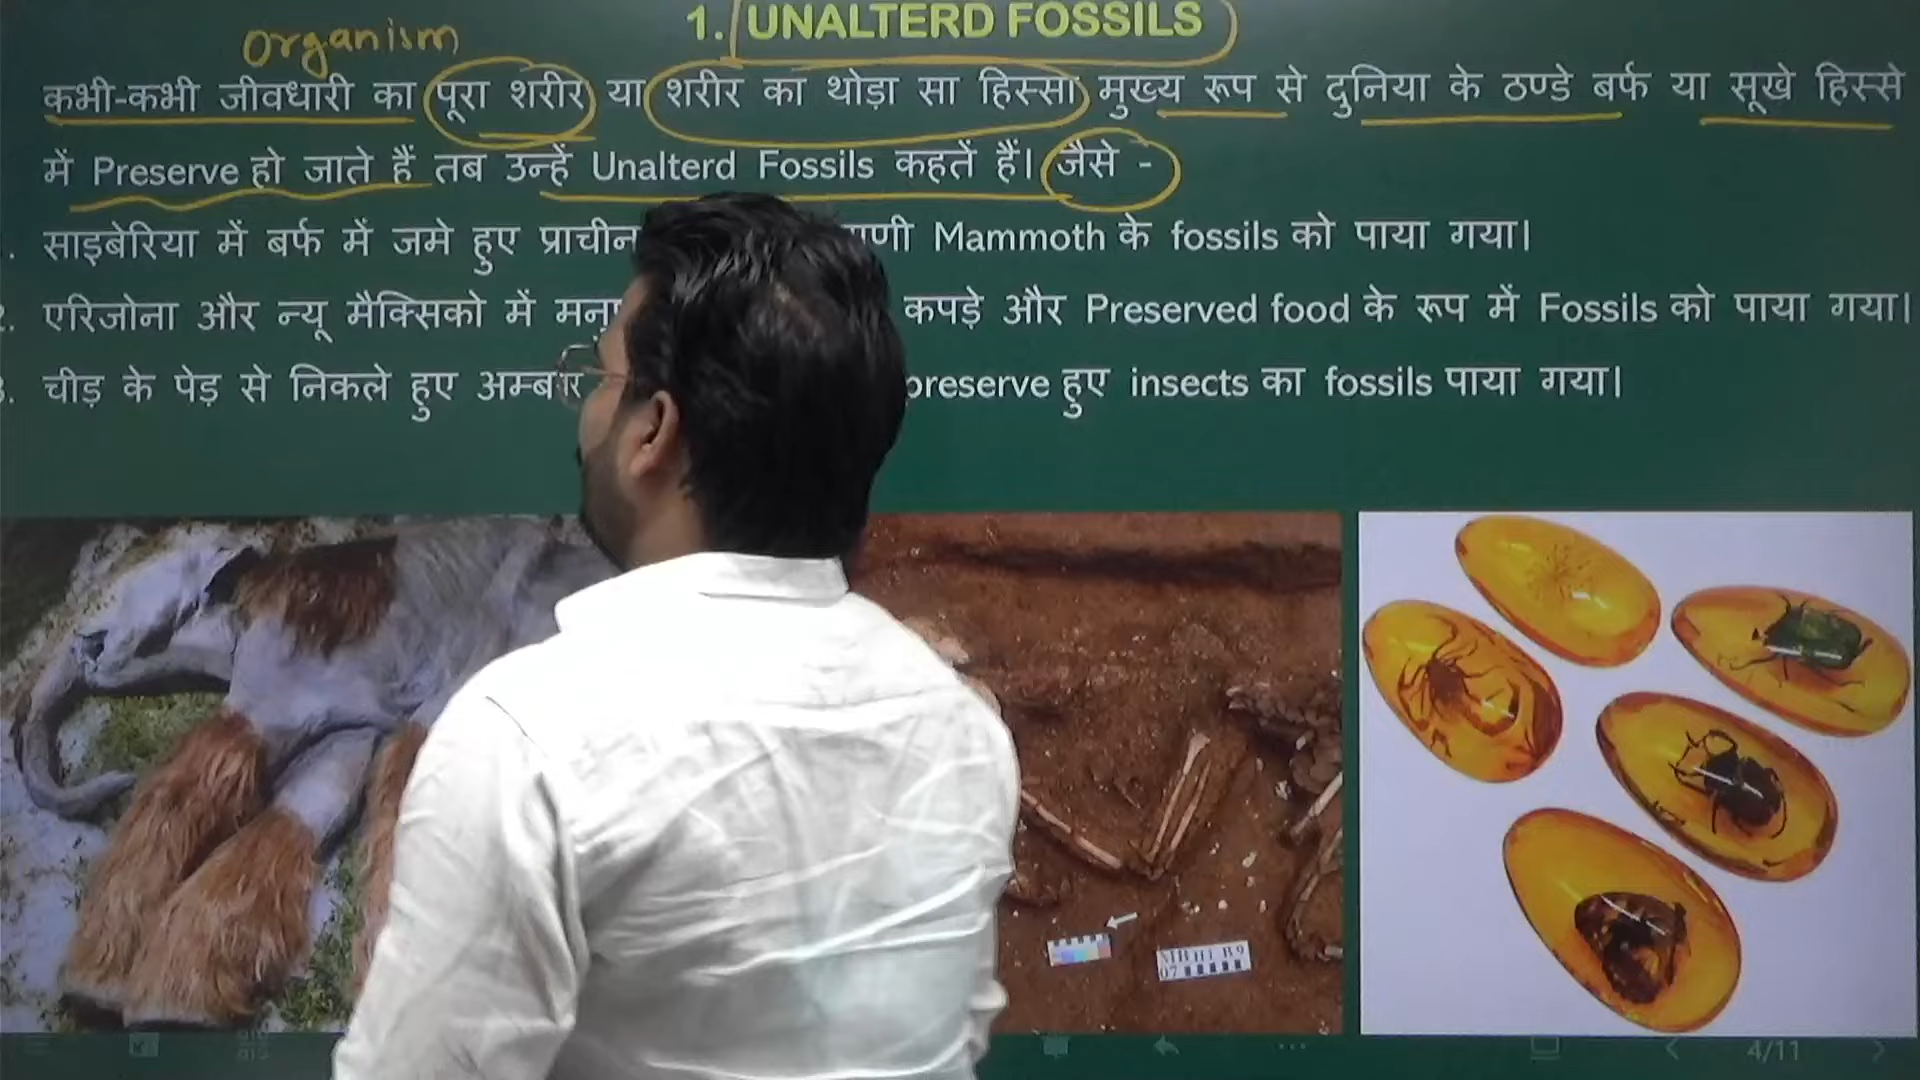 organism
1. UNALTERD FOSSILS
कभी-कभी जीवधारी का पूरा शरीर या शरीर का थोड़ा सा हिस्सा मुख्य रूप से दुनिया के ठण्डे बर्फ या सूखे हिस्से
में Preserve हो जाते हैं तब उन्हें Unalterd Fossils कहतें हैं। जैसे -
साइबेरिया में बर्फ में जमे हुए प्राचीन Mammoth के fossils को पाया गया।
एरिजोना और न्यू मैक्सिको में कपड़े और Preserved food के रूप में Fossils को पाया गया।
चीड़ के पेड़ से निकले हुए अम्बर preserve हुए insects का fossils पाया गया।
4/11